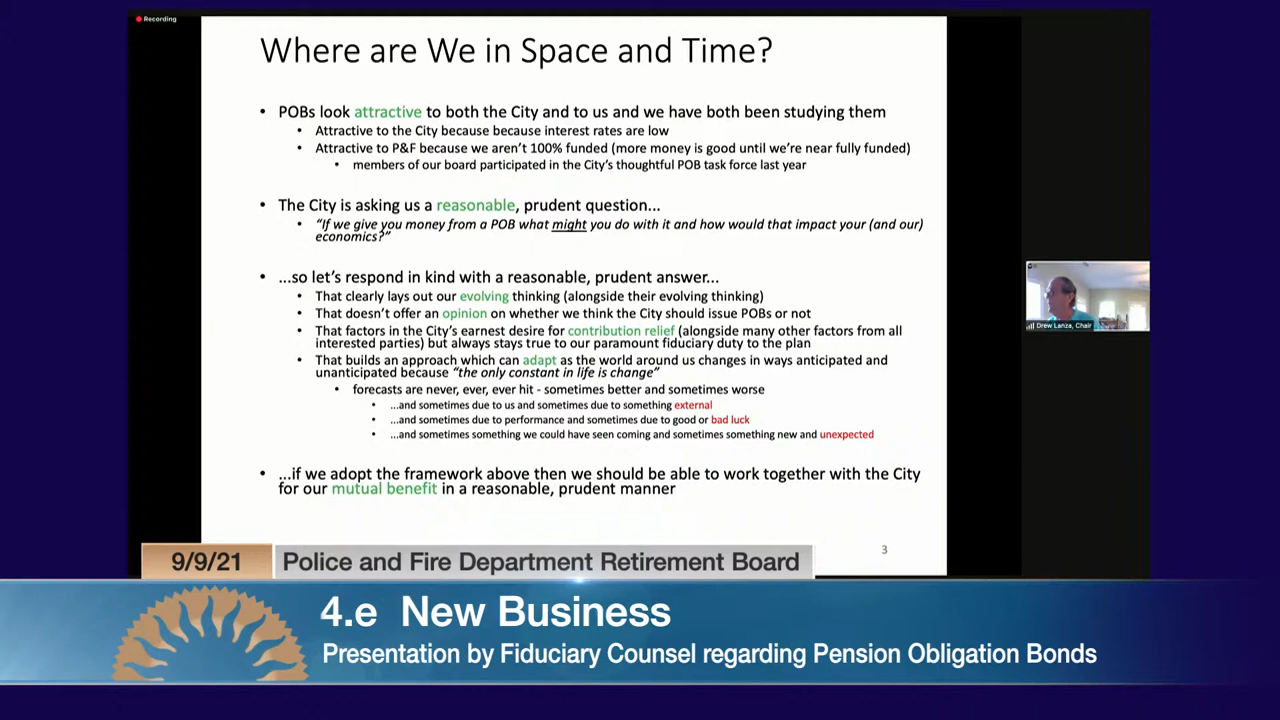 Recording
Where are We in Space and Time?
• POBs look attractive to both the City and to us and we have both been studying them
• Attractive to the City because because interest rates are low
• Attractive to P&F because we aren't 100% funded (more money is good until we're near fully funded)
• members of our board participated in the City's thoughtful POB task force last year
• The City is asking us a reasonable, prudent question...
• "If we give you money from a POB what might you do with it and how would that impact your (and our)
economics?"
• ...so let's respond in kind with a reasonable, prudent answer...
• That clearly lays out our evolving thinking (alongside their evolving thinking)
• That doesn't offer an opinion on whether we think the City should issue POBs or not
• That factors in the City's earnest desire for contribution relief (alongside many other factors from all
interested parties) but always stays true to our paramount fiduciary duty to the plan
• That builds an approach which can adapt as the world around us changes in ways anticipated and
unanticipated because "the only constant in life is change"
• forecasts are never, ever, ever hit - sometimes better and sometimes worse
• ...and sometimes due to us and sometimes due to something external
• ...and sometimes due to performance and sometimes due to good or bad luck
• ...and sometimes something we could have seen coming and sometimes something new and unexpected
• ...if we adopt the framework above then we should be able to work together with the City
for our mutual benefit in a reasonable, prudent manner
3
Drew Lanza, Chair
9/9/21 Police and Fire Department Retirement Board
4.e New Business
Presentation by Fiduciary Counsel regarding Pension Obligation Bonds